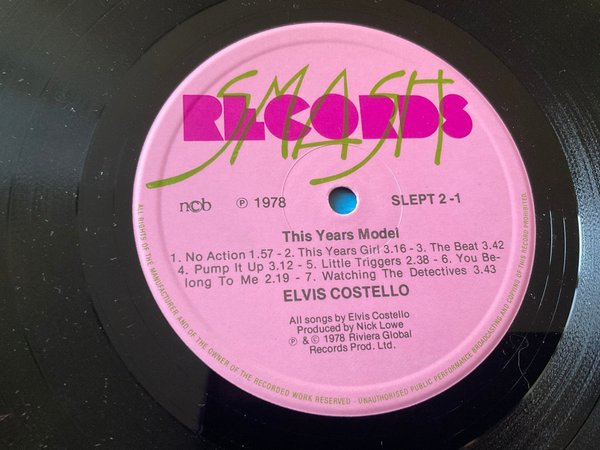 SMASH
RECORDS
ncb
Ⓟ 1978
SLEPT 2 -1
This Years Model
1. No Action 1.57 - 2. This Years Girl 3.16 - 3. The Beat 3.42
4. Pump It Up 3.12 - 5. Little Triggers 2.38 - 6. You Be-
long To Me 2.19 - 7. Watching The Detectives 3.43
ELVIS COSTELLO
All songs by Elvis Costello
Produced by Nick Lowe
Ⓟ & © 1978 Riviera Global
Records Prod. Ltd.
ALL RIGHTS OF THE MANUFACTURER AND OF THE OWNER OF THE RECORDED WORK RESERVED - UNAUTHORISED PUBLIC PERFORMANCE BROADCASTING AND COPYING OF THIS RECORD PROHIBITED.